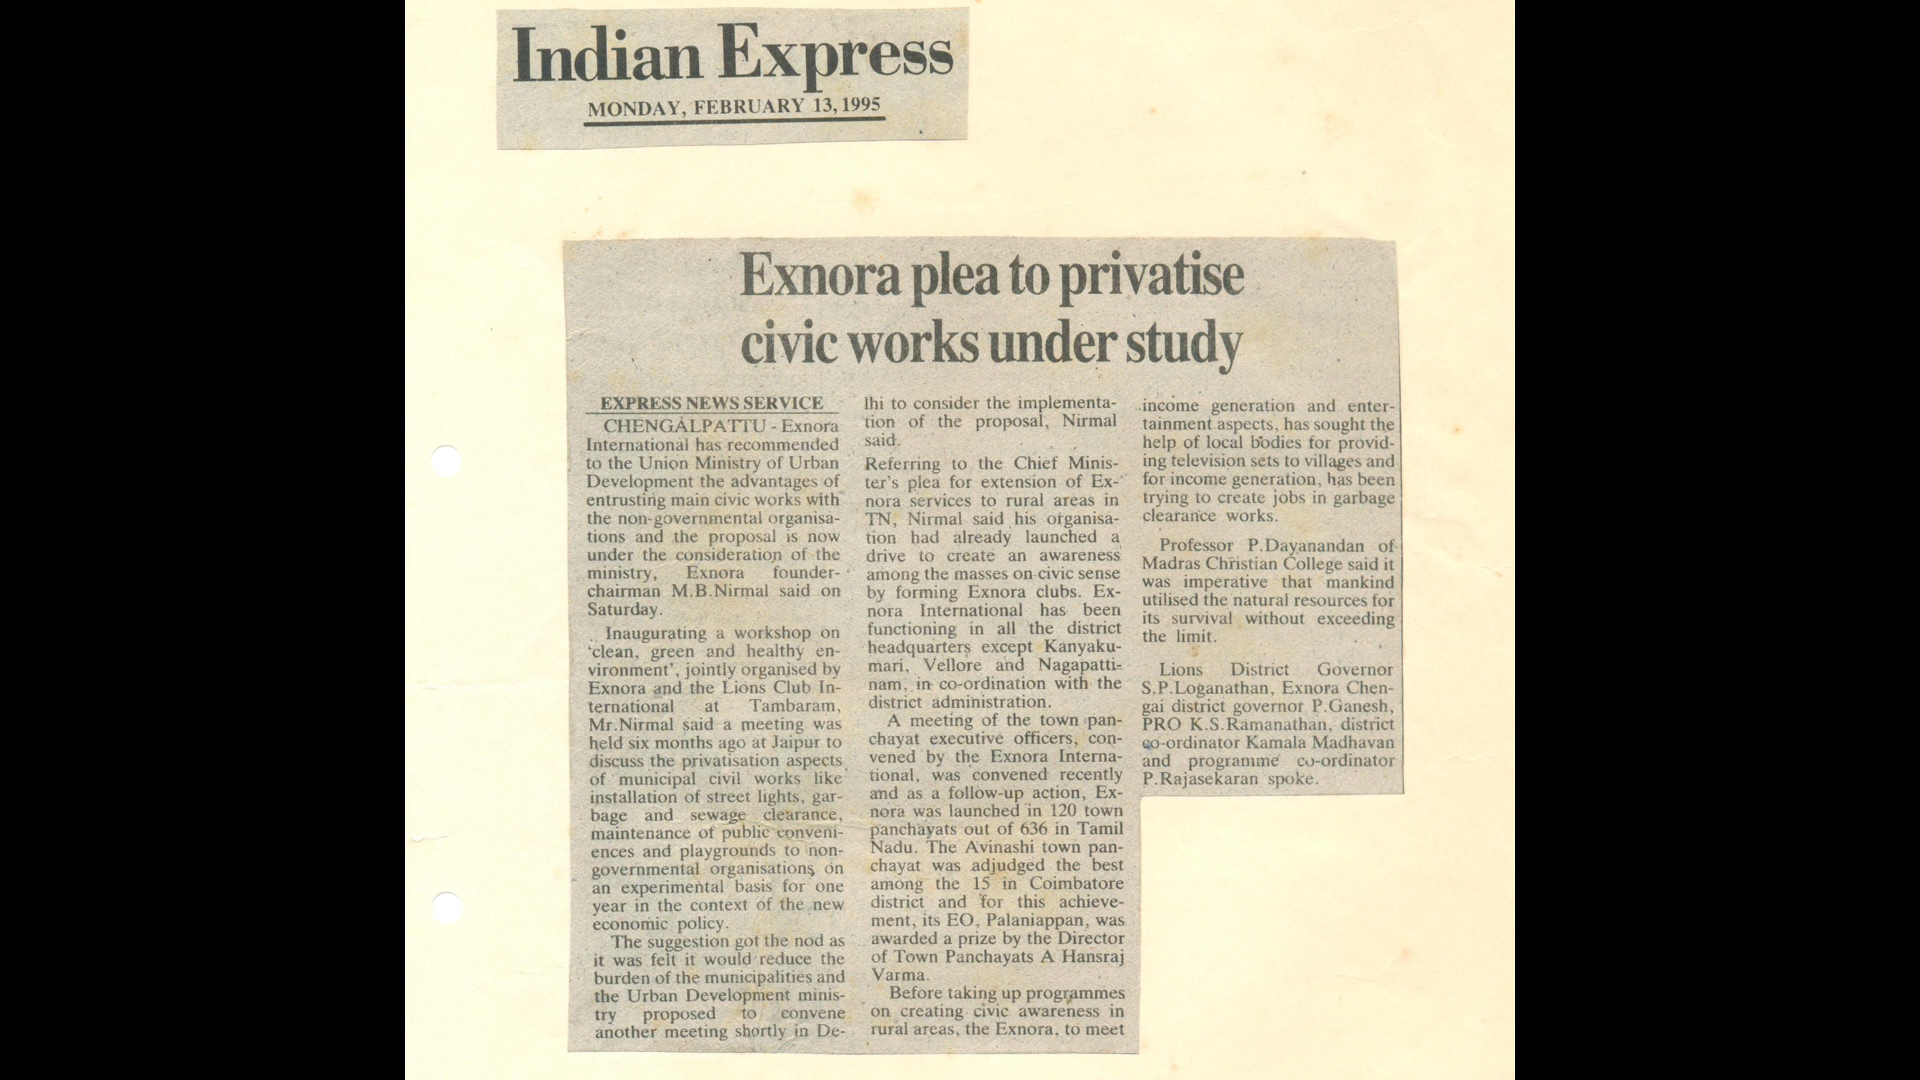 Indian Express
MONDAY, FEBRUARY 13, 1995
Exnora plea to privatise
civic works under study
EXPRESS NEWS SERVICE
CHENGALPATTU - Exnora
International has recommended
to the Union Ministry of Urban
Development the advantages of
entrusting main civic works with
the non-governmental organisa-
tions and the proposal is now
under the consideration of the
ministry, Exnora founder-
chairman M.B.Nirmal said on
Saturday.
Inaugurating a workshop on
‘clean, green and healthy en-
vironment’, jointly organised by
Exnora and the Lions Club In-
ternational at Tambaram,
Mr.Nirmal said a meeting was
held six months ago at Jaipur to
discuss the privatisation aspects
of municipal civil works like
installation of street lights, gar-
bage and sewage clearance,
maintenance of public conveni-
ences and playgrounds to non-
governmental organisations on
an experimental basis for one
year in the context of the new
economic policy.
The suggestion got the nod as
it was felt it would reduce the
burden of the municipalities and
the Urban Development minis-
try proposed to convene
another meeting shortly in De-
lhi to consider the implementa-
tion of the proposal, Nirmal
said.
Referring to the Chief Minis-
ter's plea for extension of Ex-
nora services to rural areas in
TN, Nirmal said his organisa-
tion had already launched a
drive to create an awareness
among the masses on civic sense
by forming Exnora clubs. Ex-
nora International has been
functioning in all the district
headquarters except Kanyaku-
mari, Vellore and Nagapatti-
nam, in co-ordination with the
district administration.
A meeting of the town pan-
chayat executive officers, con-
vened by the Exnora Interna-
tional, was convened recently
and as a follow-up action, Ex-
nora was launched in 120 town
panchayats out of 636 in Tamil
Nadu. The Avinashi town pan-
chayat was adjudged the best
among the 15 in Coimbatore
district and for this achieve-
ment, its EO, Palaniappan, was
awarded a prize by the Director
of Town Panchayats A Hansraj
Varma.
Before taking up programmes
on creating civic awareness in
rural areas, the Exnora, to meet
income generation and enter-
tainment aspects, has sought the
help of local bodies for provid-
ing television sets to villages and
for income generation, has been
trying to create jobs in garbage
clearance works.
Professor P.Dayanandan of
Madras Christian College said it
was imperative that mankind
utilised the natural resources for
its survival without exceeding
the limit.
Lions District Governor
S.P.Loganathan, Exnora Chen-
gai district governor P.Ganesh,
PRO K.S.Ramanathan, district
co-ordinator Kamala Madhavan
and programme co-ordinator
P.Rajasekaran spoke.